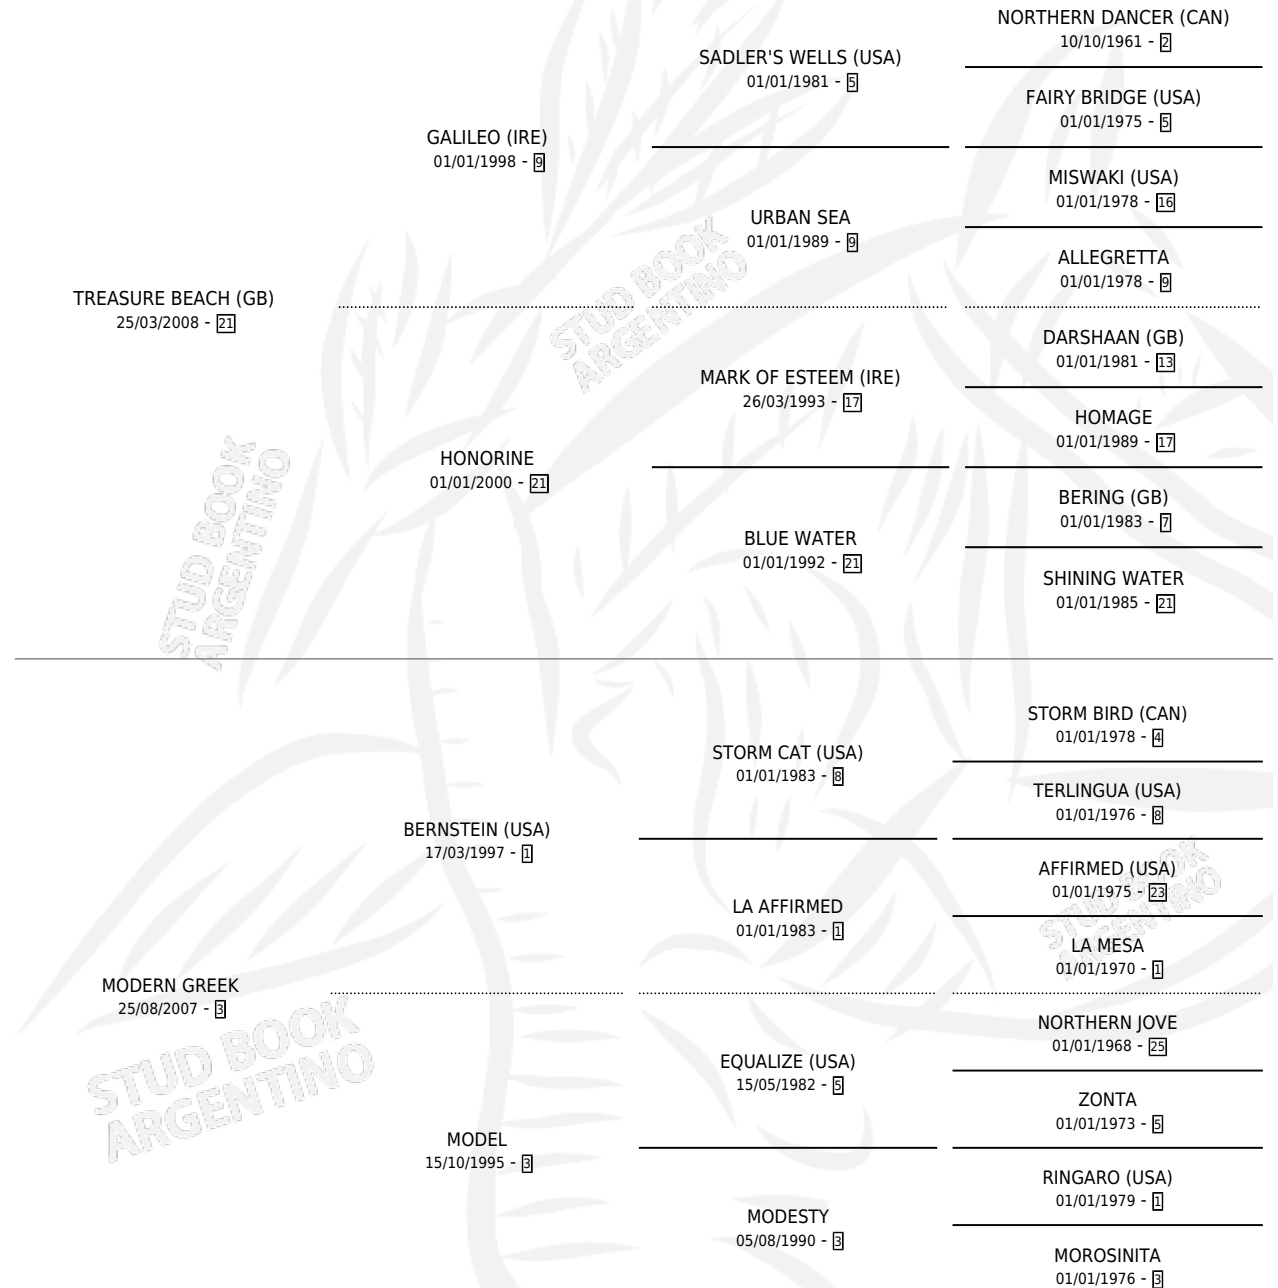 NORTHERN DANCER (CAN)
10/10/1961 - 2
SADLER'S WELLS (USA)
01/01/1981 - 5
FAIRY BRIDGE (USA)
01/01/1975 - 5
GALILEO (IRE)
01/01/1998 - 9
MISWAKI (USA)
01/01/1978 - 16
URBAN SEA
01/01/1989 - 9
ALLEGRETTA
01/01/1978 - 9
TREASURE BEACH (GB)
25/03/2008 - 21
STUD BOOK
ARGENTINO
DARSHAAN (GB)
01/01/1981 - 13
MARK OF ESTEEM (IRE)
26/03/1993 - 17
HOMAGE
01/01/1989 - 17
HONORINE
01/01/2000 - 21
BERING (GB)
01/01/1983 - 7
BLUE WATER
01/01/1992 - 21
SHINING WATER
01/01/1985 - 21
STUD BOOK
ARGENTINO
STORM BIRD (CAN)
01/01/1978 - 4
STORM CAT (USA)
01/01/1983 - 8
TERLINGUA (USA)
01/01/1976 - 8
BERNSTEIN (USA)
17/03/1997 - 1
AFFIRMED (USA)
01/01/1975 - 23
LA AFFIRMED
01/01/1983 - 1
STUD BOOK
ARGENTINO
LA MESA
01/01/1970 - 1
MODERN GREEK
25/08/2007 - 3
STUD BOOK
ARGENTINO
NORTHERN JOVE
01/01/1968 - 25
EQUALIZE (USA)
15/05/1982 - 5
ZONTA
01/01/1973 - 5
MODEL
15/10/1995 - 3
RINGARO (USA)
01/01/1979 - 1
MODESTY
05/08/1990 - 3
MOROSINITA
01/01/1976 - 3